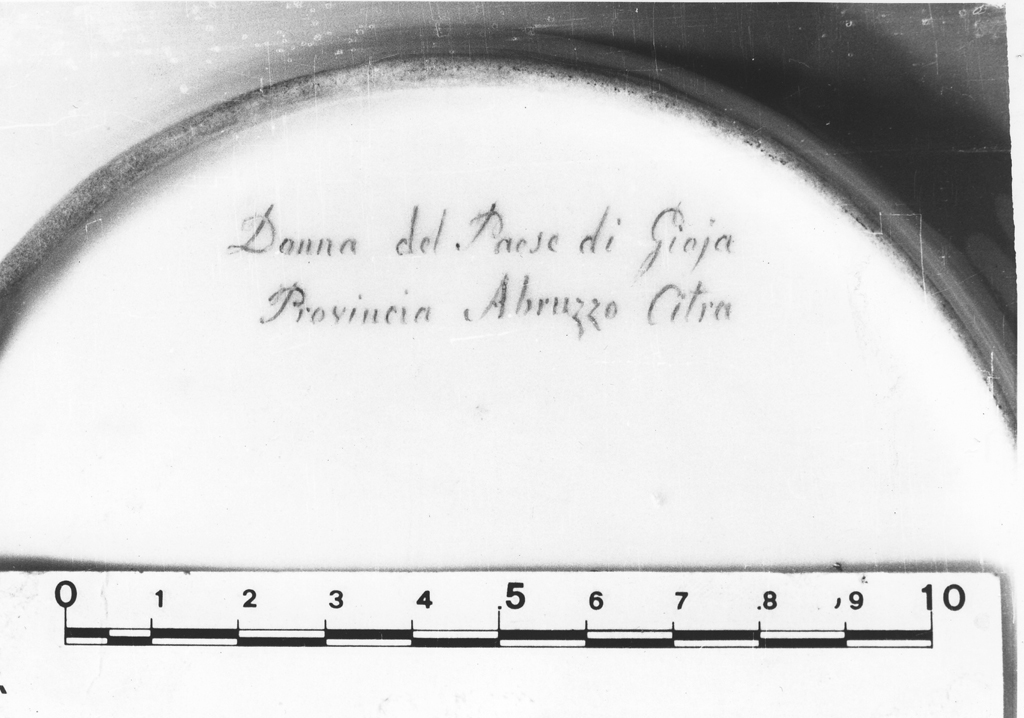 Donna del Paese di Gioja
Provincia Abruzzo Citra
0 1 2 3 4 5 6 7 8 9 10